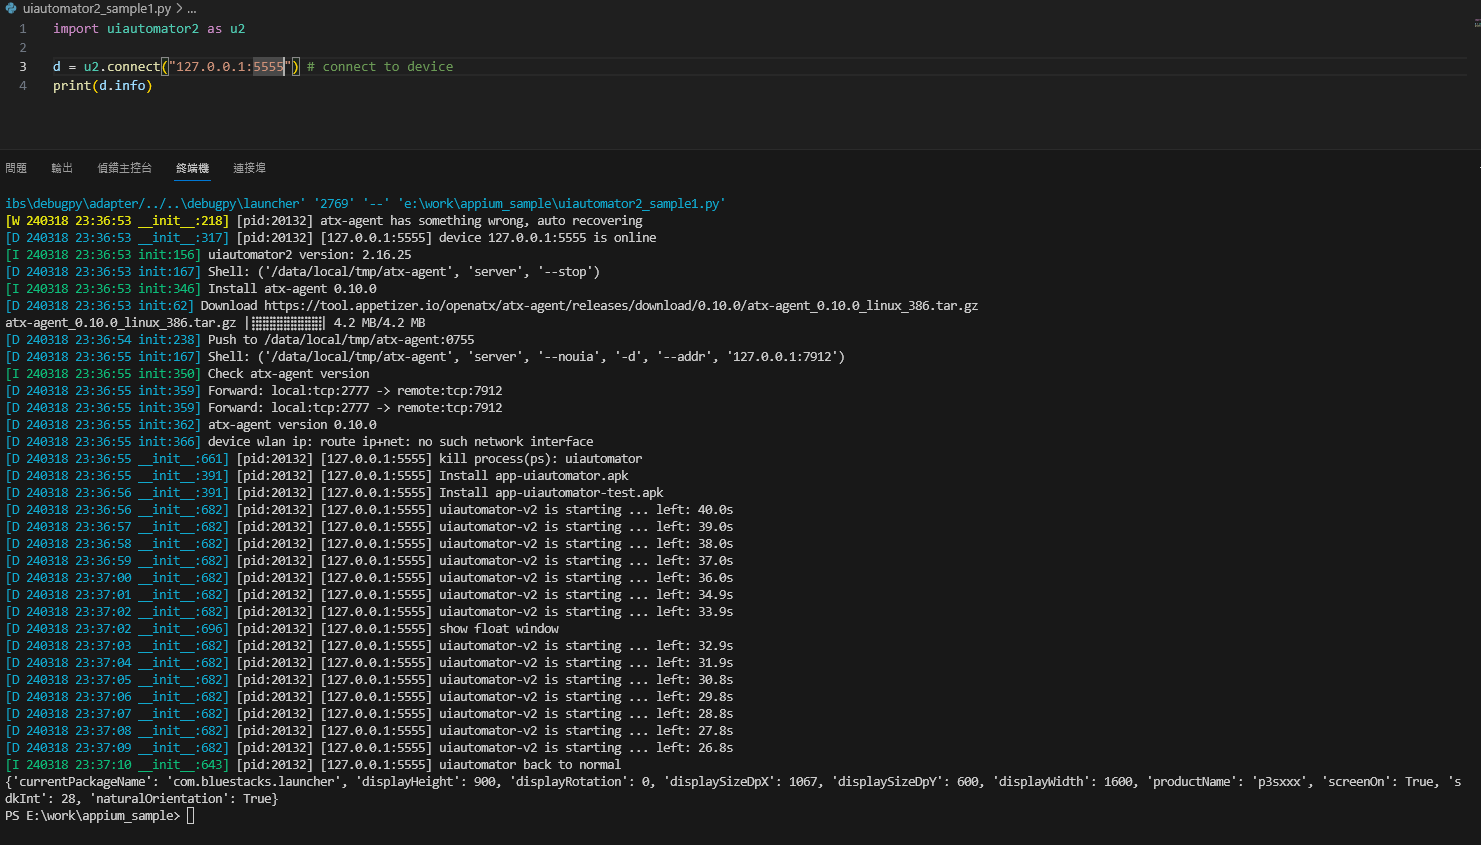 uiautomator2_sample1.py > ...
1 import uiautomator2 as u2
2
3 d = u2.connect("127.0.0.1:5555") # connect to device
4 print(d.info)
問題 輸出 偵錯主控台 終端機 連接埠
ibs\debugpy\adapter/../..\debugpy\launcher' '2769' '--' 'e:\work\appium_sample\uiautomator2_sample1.py'
[W 240318 23:36:53 __init__:218] [pid:20132] atx-agent has something wrong, auto recovering
[D 240318 23:36:53 __init__:317] [pid:20132] [127.0.0.1:5555] device 127.0.0.1:5555 is online
[I 240318 23:36:53 init:156] uiautomator2 version: 2.16.25
[D 240318 23:36:53 init:167] Shell: ('/data/local/tmp/atx-agent', 'server', '--stop')
[I 240318 23:36:53 init:346] Install atx-agent 0.10.0
[D 240318 23:36:53 init:62] Download https://tool.appetizer.io/openatx/atx-agent/releases/download/0.10.0/atx-agent_0.10.0_linux_386.tar.gz
atx-agent_0.10.0_linux_386.tar.gz |⣿⣿⣿⣿⣿⣿⣿⣿⣿⣿| 4.2 MB/4.2 MB
[D 240318 23:36:54 init:238] Push to /data/local/tmp/atx-agent:0755
[D 240318 23:36:55 init:167] Shell: ('/data/local/tmp/atx-agent', 'server', '--nouia', '-d', '--addr', '127.0.0.1:7912')
[I 240318 23:36:55 init:350] Check atx-agent version
[D 240318 23:36:55 init:359] Forward: local:tcp:2777 -> remote:tcp:7912
[D 240318 23:36:55 init:359] Forward: local:tcp:2777 -> remote:tcp:7912
[D 240318 23:36:55 init:362] atx-agent version 0.10.0
[D 240318 23:36:55 init:366] device wlan ip: route ip+net: no such network interface
[D 240318 23:36:55 __init__:661] [pid:20132] [127.0.0.1:5555] kill process(ps): uiautomator
[D 240318 23:36:55 __init__:391] [pid:20132] [127.0.0.1:5555] Install app-uiautomator.apk
[D 240318 23:36:56 __init__:391] [pid:20132] [127.0.0.1:5555] Install app-uiautomator-test.apk
[D 240318 23:36:56 __init__:682] [pid:20132] [127.0.0.1:5555] uiautomator-v2 is starting ... left: 40.0s
[D 240318 23:36:57 __init__:682] [pid:20132] [127.0.0.1:5555] uiautomator-v2 is starting ... left: 39.0s
[D 240318 23:36:58 __init__:682] [pid:20132] [127.0.0.1:5555] uiautomator-v2 is starting ... left: 38.0s
[D 240318 23:36:59 __init__:682] [pid:20132] [127.0.0.1:5555] uiautomator-v2 is starting ... left: 37.0s
[D 240318 23:37:00 __init__:682] [pid:20132] [127.0.0.1:5555] uiautomator-v2 is starting ... left: 36.0s
[D 240318 23:37:01 __init__:682] [pid:20132] [127.0.0.1:5555] uiautomator-v2 is starting ... left: 34.9s
[D 240318 23:37:02 __init__:682] [pid:20132] [127.0.0.1:5555] uiautomator-v2 is starting ... left: 33.9s
[D 240318 23:37:02 __init__:696] [pid:20132] [127.0.0.1:5555] show float window
[D 240318 23:37:03 __init__:682] [pid:20132] [127.0.0.1:5555] uiautomator-v2 is starting ... left: 32.9s
[D 240318 23:37:04 __init__:682] [pid:20132] [127.0.0.1:5555] uiautomator-v2 is starting ... left: 31.9s
[D 240318 23:37:05 __init__:682] [pid:20132] [127.0.0.1:5555] uiautomator-v2 is starting ... left: 30.8s
[D 240318 23:37:06 __init__:682] [pid:20132] [127.0.0.1:5555] uiautomator-v2 is starting ... left: 29.8s
[D 240318 23:37:07 __init__:682] [pid:20132] [127.0.0.1:5555] uiautomator-v2 is starting ... left: 28.8s
[D 240318 23:37:08 __init__:682] [pid:20132] [127.0.0.1:5555] uiautomator-v2 is starting ... left: 27.8s
[D 240318 23:37:09 __init__:682] [pid:20132] [127.0.0.1:5555] uiautomator-v2 is starting ... left: 26.8s
[I 240318 23:37:10 __init__:643] [pid:20132] [127.0.0.1:5555] uiautomator back to normal
{'currentPackageName': 'com.bluestacks.launcher', 'displayHeight': 900, 'displayRotation': 0, 'displaySizeDpX': 1067, 'displaySizeDpY': 600, 'displayWidth': 1600, 'productName': 'p3sxxx', 'screenOn': True, 's
dkInt': 28, 'naturalOrientation': True}
PS E:\work\appium_sample>